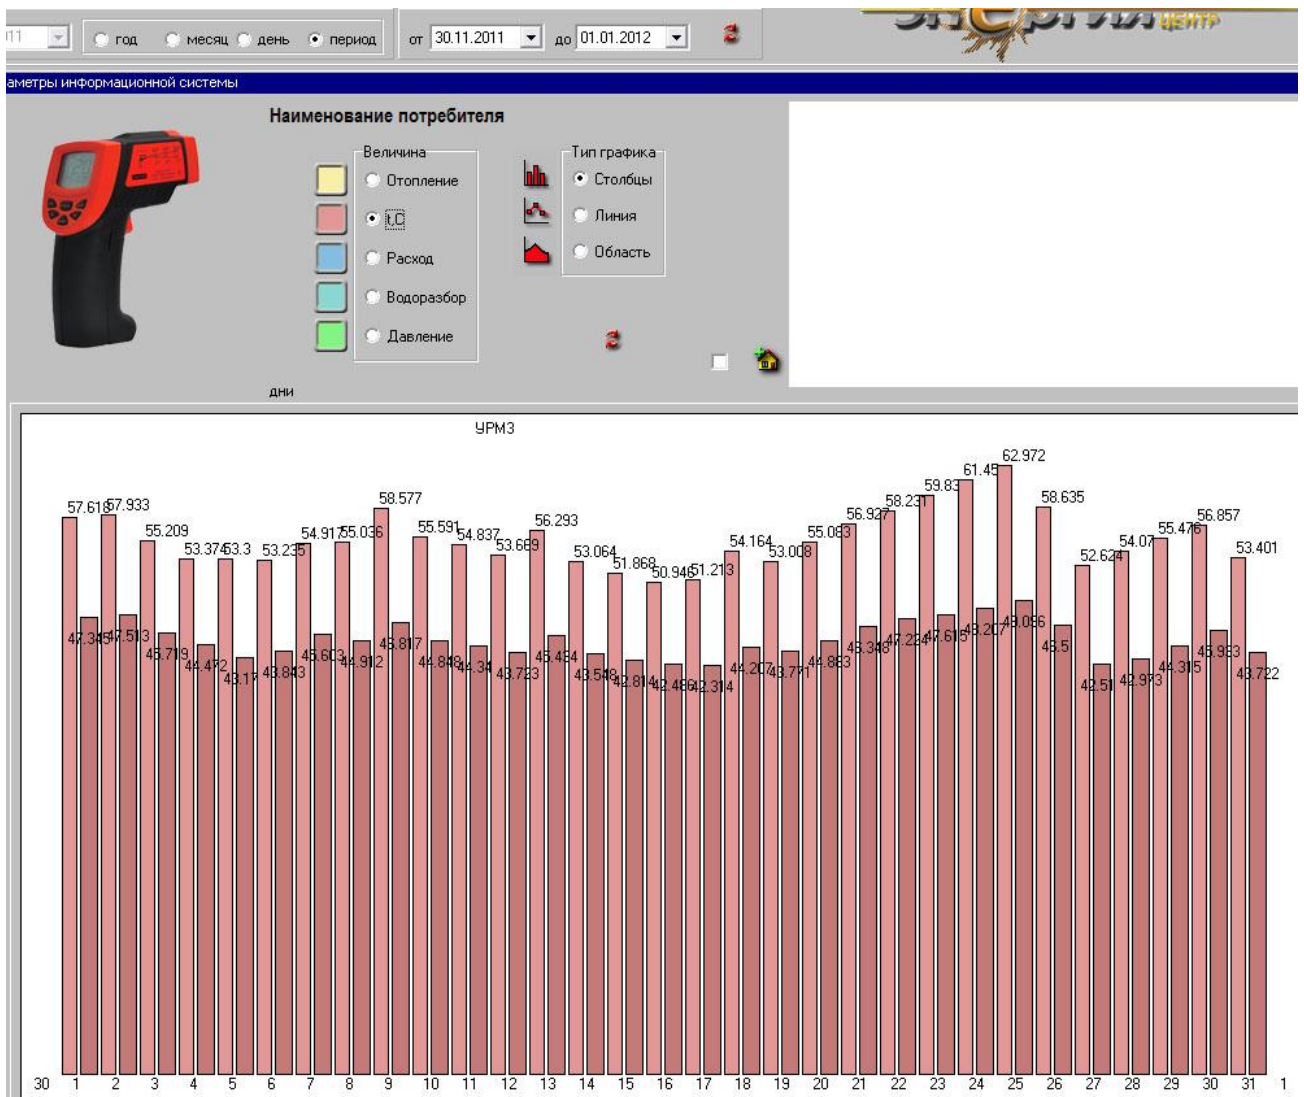 011
год месяц день период от 30.11.2011 до 01.01.2012
ЭНЕРГИЯ ЦЕНТР
аметры информационной системы
Наименование потребителя
Величина
Отопление
t,C
Расход
Водоразбор
Давление
Тип графика
Столбцы
Линия
Область
дни
УРМЗ
57.618 57.933 55.209 53.374 53.3 53.235 54.917 55.036 58.577 55.591 54.837 53.669 56.293 53.064 51.868 50.946 51.213 54.164 53.008 55.083 56.927 58.231 59.83 61.45 62.972 58.635 52.624 54.07 55.476 56.857 53.401
47.345 47.513 45.719 44.472 43.17 43.843 45.603 44.912 46.817 44.848 44.34 43.723 45.434 43.548 42.814 42.486 42.314 44.207 43.771 44.883 46.348 47.224 47.615 48.207 49.096 46.5 42.51 42.973 44.315 45.933 43.722
30 1 2 3 4 5 6 7 8 9 10 11 12 13 14 15 16 17 18 19 20 21 22 23 24 25 26 27 28 29 30 31 1